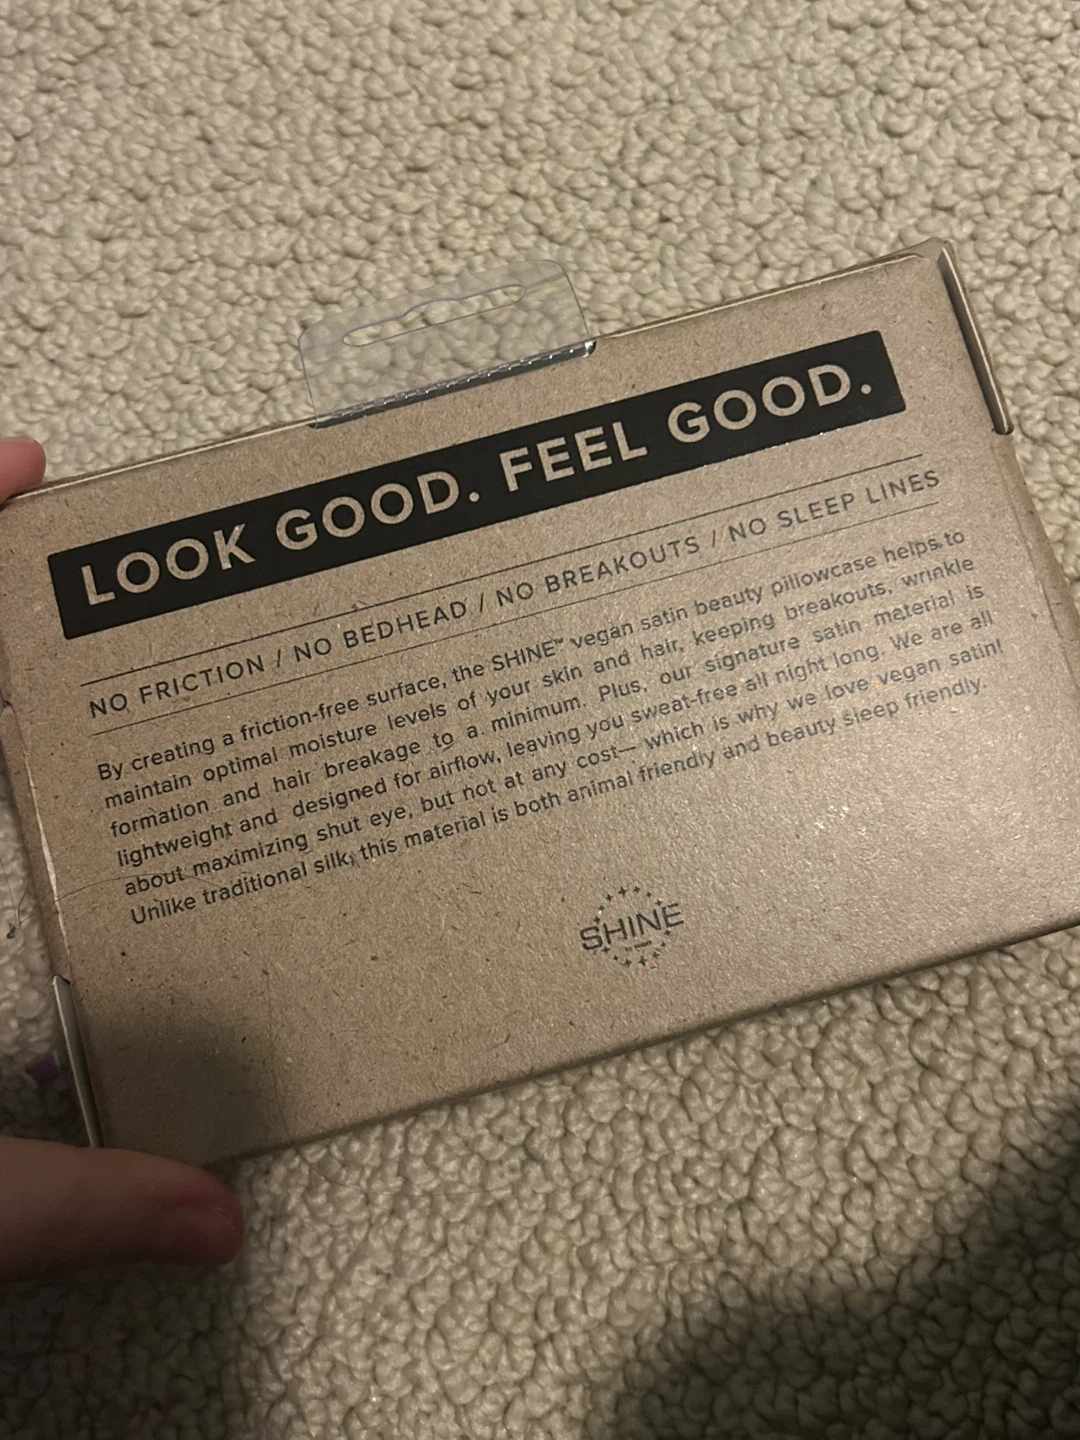 LOOK GOOD. FEEL GOOD.
NO FRICTION / NO BEDHEAD / NO BREAKOUTS / NO SLEEP LINES
By creating a friction-free surface, the SHINE™ vegan satin beauty pillowcase helps to
maintain optimal moisture levels of your skin and hair, keeping breakouts, wrinkle
formation and hair breakage to a minimum. Plus, our signature satin material is
lightweight and designed for airflow, leaving you sweat-free all night long. We are all
about maximizing shut eye, but not at any cost— which is why we love vegan satin!
Unlike traditional silk, this material is both animal friendly and beauty sleep friendly.
SHINE